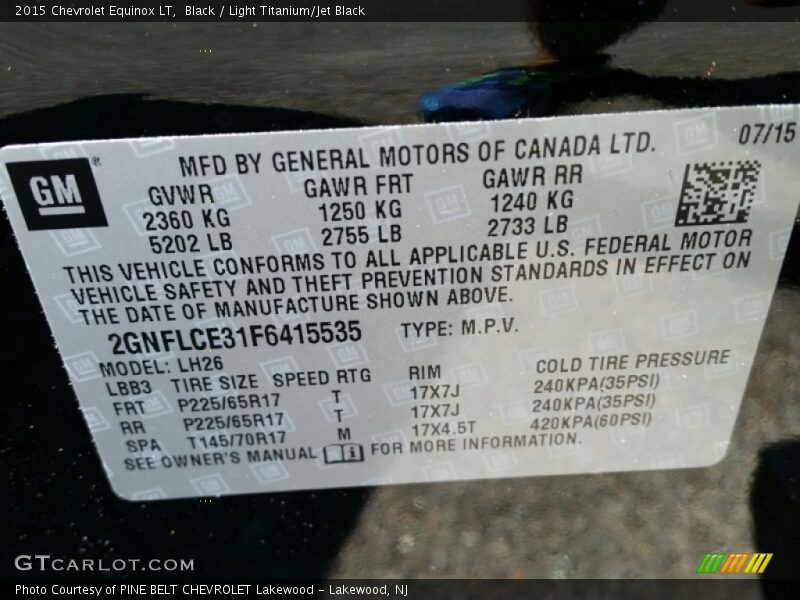 2015 Chevrolet Equinox LT,  Black / Light Titanium/Jet Black
07/15
GM
MFD BY GENERAL MOTORS OF CANADA LTD.
GVWR GAWR FRT GAWR RR
2360 KG 1250 KG 1240 KG
5202 LB 2755 LB 2733 LB
THIS VEHICLE CONFORMS TO ALL APPLICABLE U.S. FEDERAL MOTOR
VEHICLE SAFETY AND THEFT PREVENTION STANDARDS IN EFFECT ON
THE DATE OF MANUFACTURE SHOWN ABOVE.
2GNFLCE31F6415535 TYPE: M.P.V.
MODEL: LH26
LBB3 TIRE SIZE SPEED RTG RIM COLD TIRE PRESSURE
FRT P225/65R17 T 17X7J 240KPA(35PSI)
RR P225/65R17 T 17X7J 240KPA(35PSI)
SPA T145/70R17 M 17X4.5T 420KPA(60PSI)
SEE OWNER'S MANUAL i FOR MORE INFORMATION.
GTCARLOT.COM
Photo Courtesy of PINE BELT CHEVROLET Lakewood – Lakewood, NJ